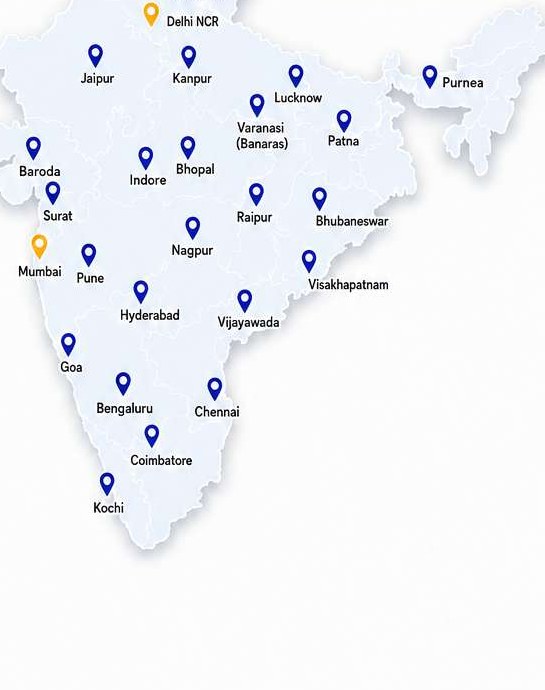 Delhi NCR
Jaipur
Kanpur
Lucknow
Purnea
Varanasi
(Banaras)
Patna
Baroda
Indore
Bhopal
Surat
Raipur
Bhubaneswar
Nagpur
Mumbai
Pune
Visakhapatnam
Hyderabad
Vijayawada
Goa
Bengaluru
Chennai
Coimbatore
Kochi